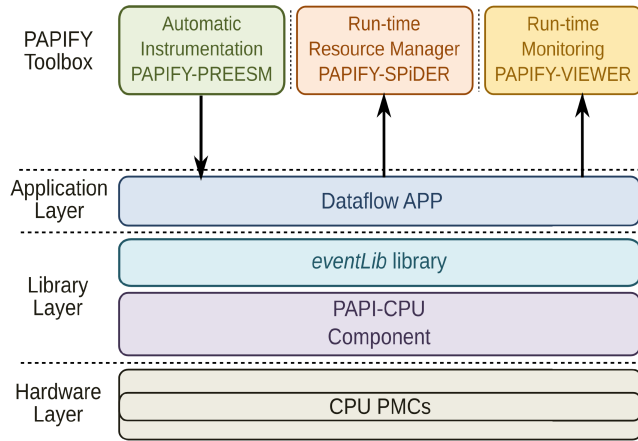 PAPIFY
Toolbox
Automatic
Instrumentation
PAPIFY-PREESM
Run-time
Resource Manager
PAPIFY-SPiDER
Run-time
Monitoring
PAPIFY-VIEWER
Application
Layer
Dataflow APP
Library
Layer
eventLib library
PAPI-CPU
Component
Hardware
Layer
CPU PMCs